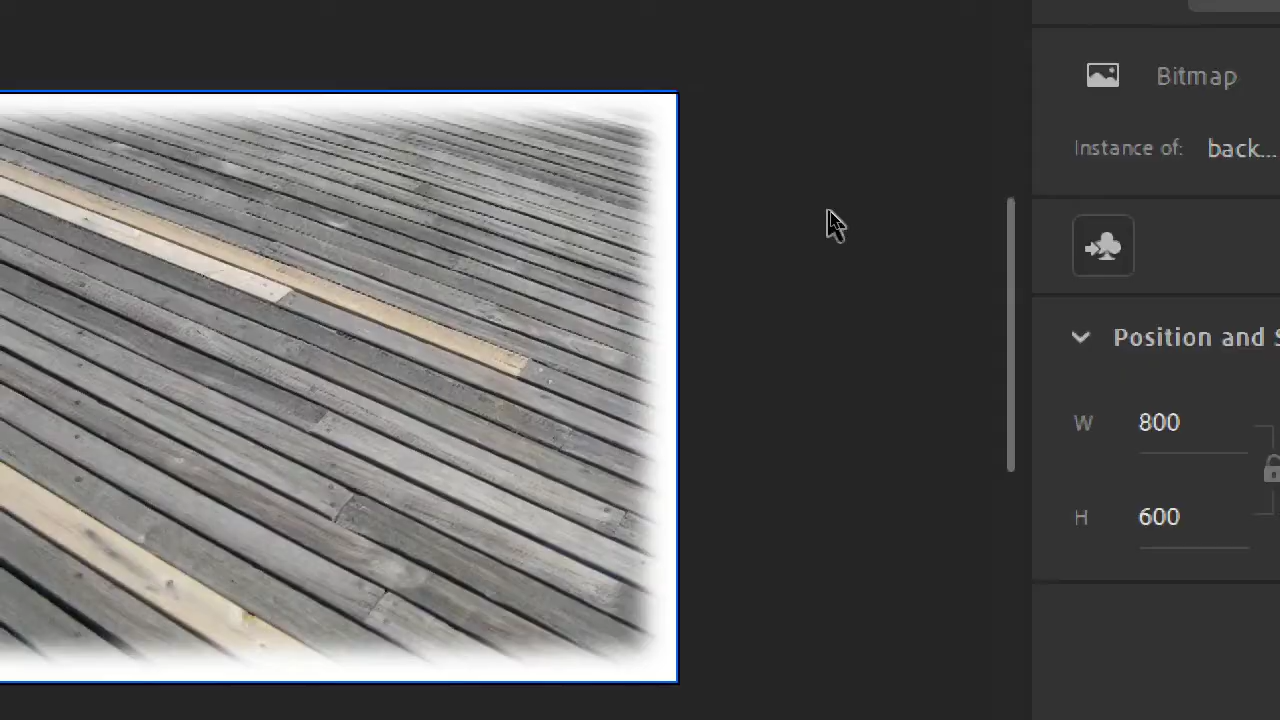 Bitmap
Instance of: back...
Position and
W 800
H 600